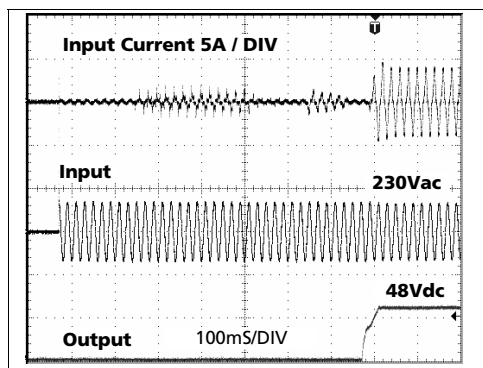 T
Input Current 5A / DIV
Input
230Vac
48Vdc
Output
100mS/DIV